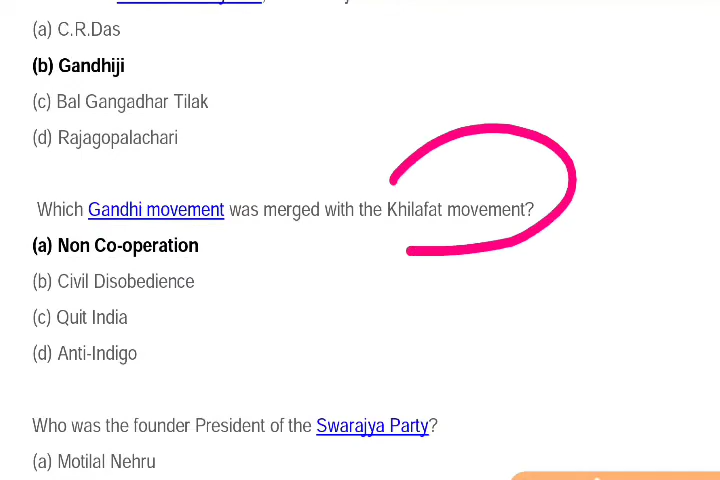 (a) C.R.Das
(b) Gandhiji
(c) Bal Gangadhar Tilak
(d) Rajagopalachari
Which Gandhi movement was merged with the Khilafat movement?
(a) Non Co-operation
(b) Civil Disobedience
(c) Quit India
(d) Anti-Indigo
Who was the founder President of the Swarajya Party?
(a) Motilal Nehru